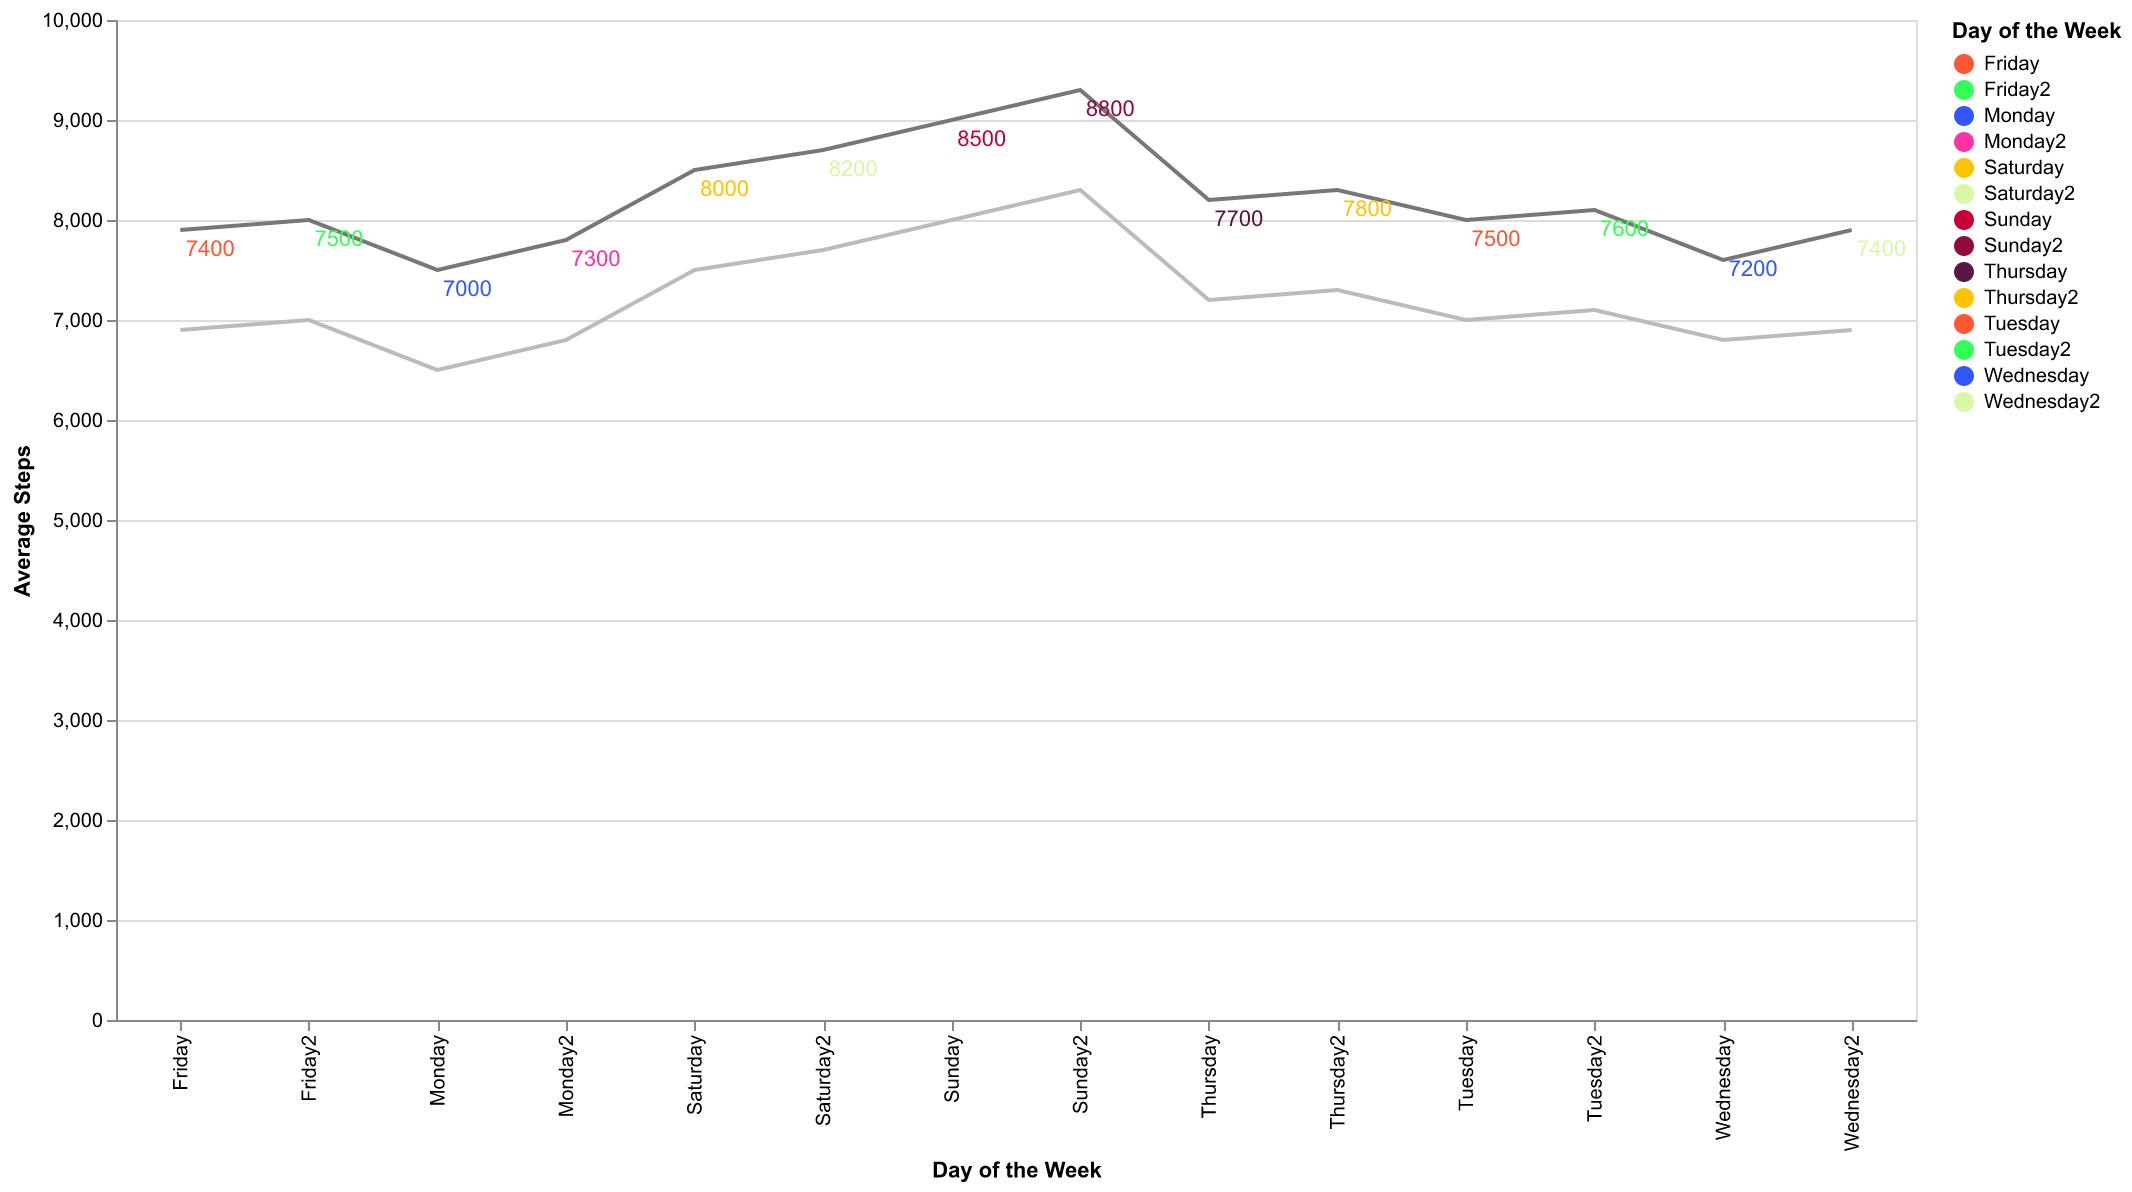 10,000
9,000
8,000
7,000
6,000
5,000
4,000
3,000
2,000
1,000
0
Average Steps
7400
7500
7000
7300
8000
8200
8500
8800
7700
7800
7500
7600
7200
7400
Friday
Friday2
Monday
Monday2
Saturday
Saturday2
Sunday
Sunday2
Thursday
Thursday2
Tuesday
Tuesday2
Wednesday
Wednesday2
Day of the Week
Day of the Week
Friday
Friday2
Monday
Monday2
Saturday
Saturday2
Sunday
Sunday2
Thursday
Thursday2
Tuesday
Tuesday2
Wednesday
Wednesday2